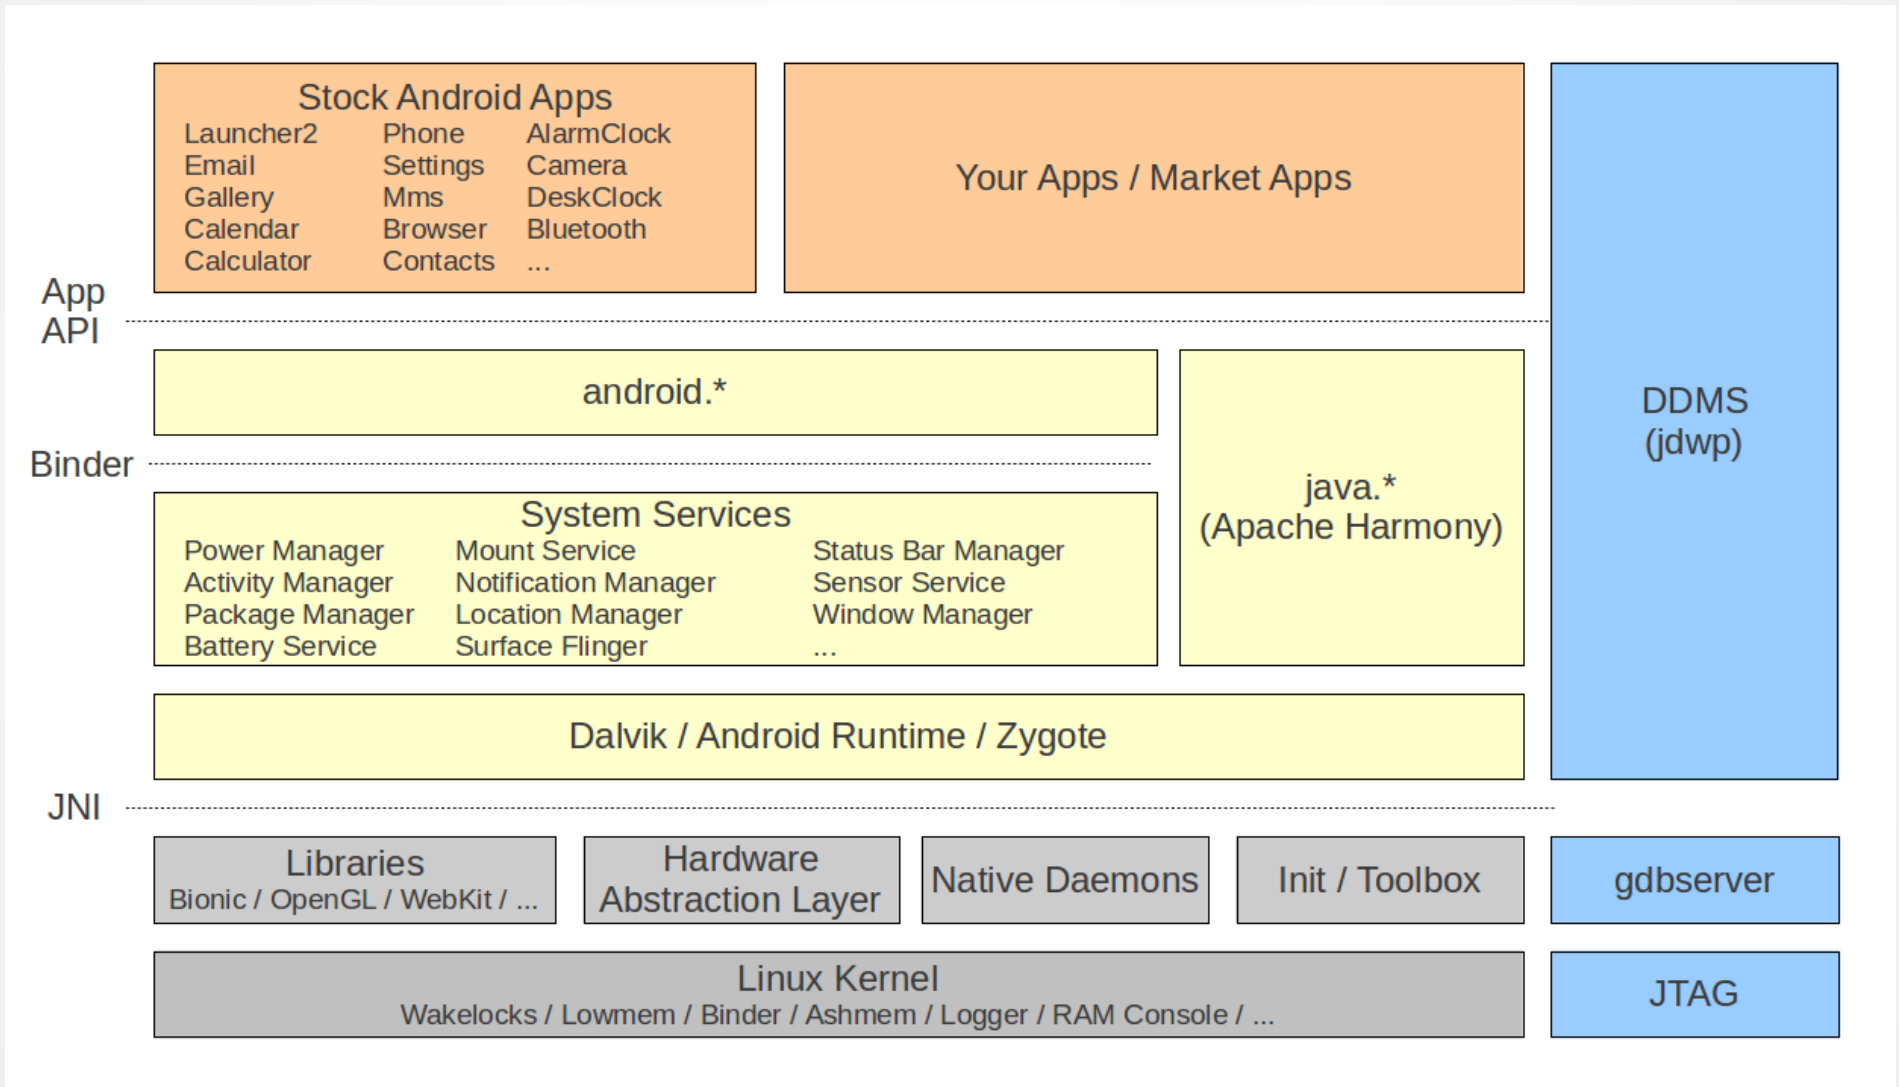 Stock Android Apps
Launcher2 Phone AlarmClock
Email Settings Camera
Gallery Mms DeskClock
Calendar Browser Bluetooth
Calculator Contacts ...
Your Apps / Market Apps
App
API
android.*
Binder
System Services
Power Manager Mount Service Status Bar Manager
Activity Manager Notification Manager Sensor Service
Package Manager Location Manager Window Manager
Battery Service Surface Flinger ...
java.*
(Apache Harmony)
DDMS
(jdwp)
Dalvik / Android Runtime / Zygote
JNI
Libraries
Bionic / OpenGL / WebKit / ...
Hardware
Abstraction Layer
Native Daemons
Init / Toolbox
gdbserver
Linux Kernel
Wakelocks / Lowmem / Binder / Ashmem / Logger / RAM Console / ...
JTAG